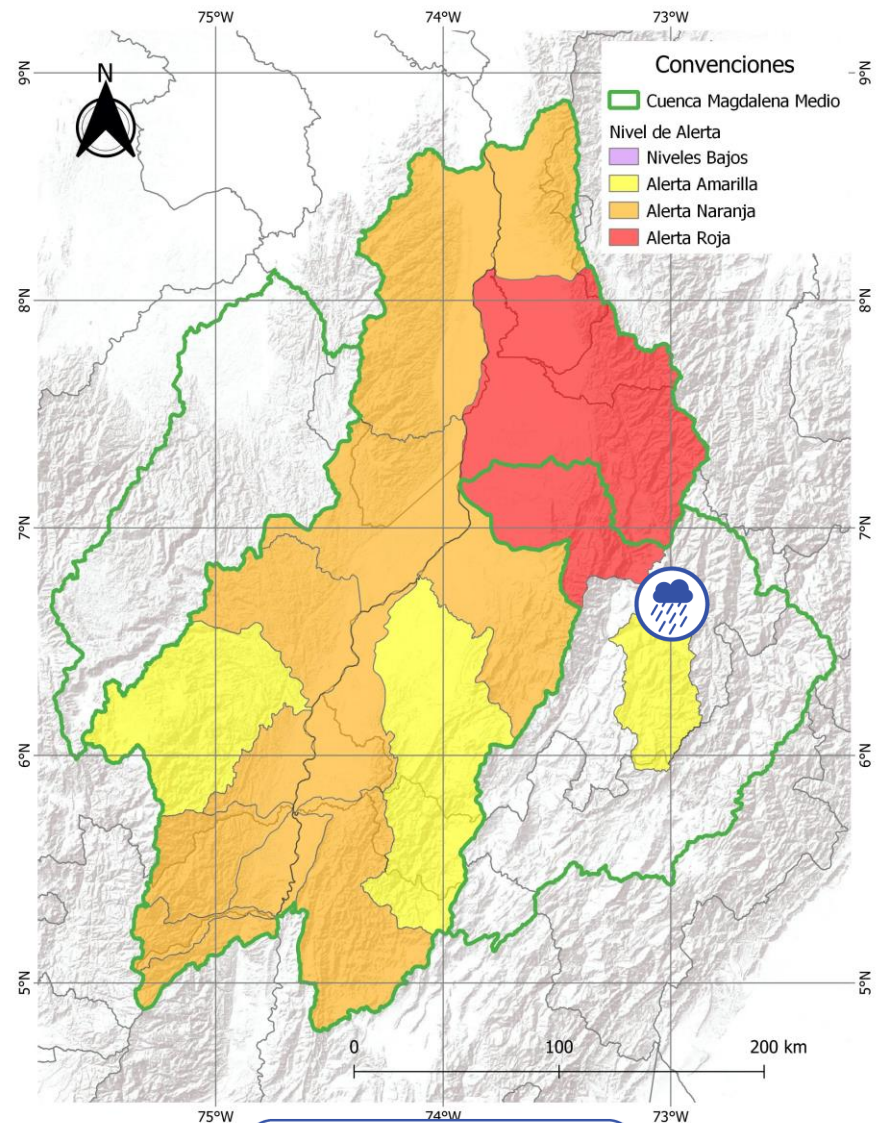 75°W 74°W 73°W
N
Convenciones
Cuenca Magdalena Medio
Nivel de Alerta
Niveles Bajos
Alerta Amarilla
Alerta Naranja
Alerta Roja
9°N 9°N
8°N 8°N
7°N 7°N
6°N 6°N
5°N 5°N
0 100 200 km
75°W 74°W 73°W